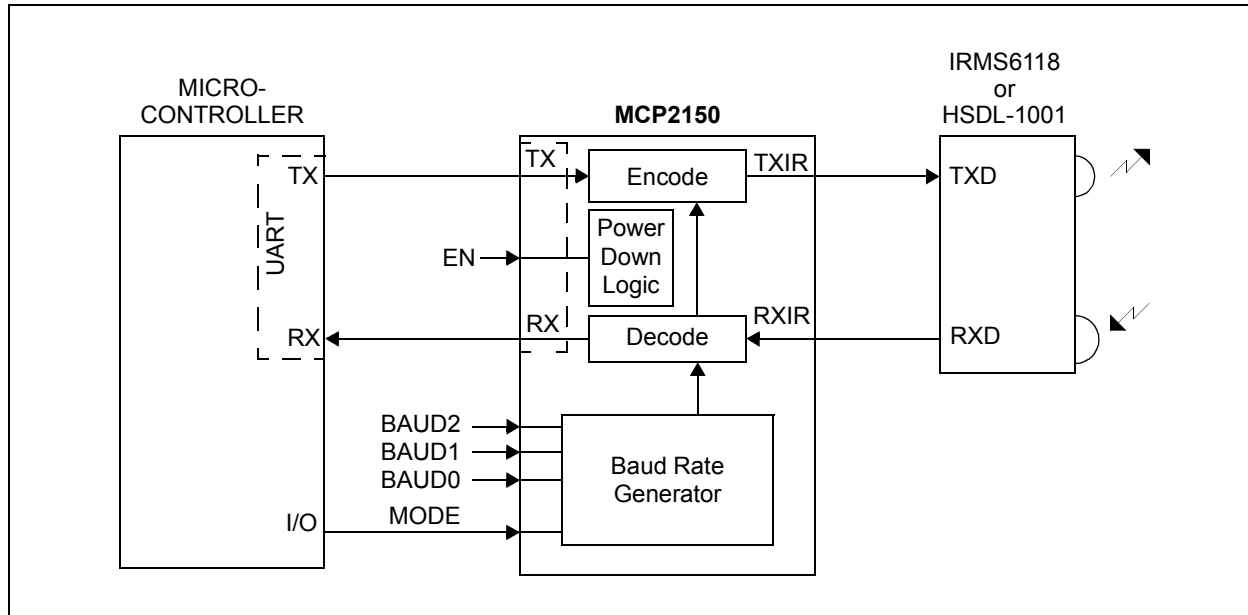 MICRO-
CONTROLLER
UART
TX
RX
I/O
MCP2150
TX
Encode
TXIR
EN
Power
Down
Logic
RX
Decode
RXIR
BAUD2
BAUD1
BAUD0
MODE
Baud Rate
Generator
IRMS6118
or
HSDL-1001
TXD
RXD